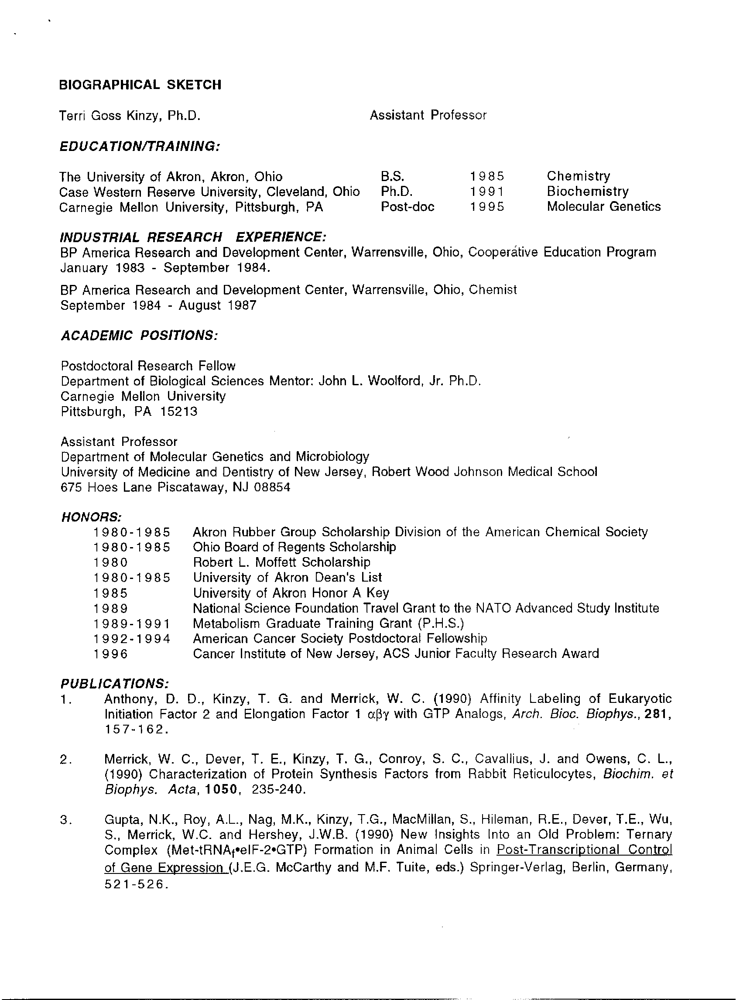 BIOGRAPHICAL SKETCH
Terri Goss Kinzy, Ph.D. Assistant Professor
EDUCATION/TRAINING:
The University of Akron, Akron, Ohio B.S. 1985 Chemistry
Case Western Reserve University, Cleveland, Ohio Ph.D. 1991 Biochemistry
Carnegie Mellon University, Pittsburgh, PA Post-doc 1995 Molecular Genetics
INDUSTRIAL RESEARCH EXPERIENCE:
BP America Research and Development Center, Warrensville, Ohio, Cooperative Education Program
January 1983 - September 1984.
BP America Research and Development Center, Warrensville, Ohio, Chemist
September 1984 - August 1987
ACADEMIC POSITIONS:
Postdoctoral Research Fellow
Department of Biological Sciences Mentor: John L. Woolford, Jr. Ph.D.
Carnegie Mellon University
Pittsburgh, PA 15213
Assistant Professor
Department of Molecular Genetics and Microbiology
University of Medicine and Dentistry of New Jersey, Robert Wood Johnson Medical School
675 Hoes Lane Piscataway, NJ 08854
HONORS:
1980-1985 Akron Rubber Group Scholarship Division of the American Chemical Society
1980-1985 Ohio Board of Regents Scholarship
1980 Robert L. Moffett Scholarship
1980-1985 University of Akron Dean's List
1985 University of Akron Honor A Key
1989 National Science Foundation Travel Grant to the NATO Advanced Study Institute
1989-1991 Metabolism Graduate Training Grant (P.H.S.)
1992-1994 American Cancer Society Postdoctoral Fellowship
1996 Cancer Institute of New Jersey, ACS Junior Faculty Research Award
PUBLICATIONS:
1. Anthony, D. D., Kinzy, T. G. and Merrick, W. C. (1990) Affinity Labeling of Eukaryotic
Initiation Factor 2 and Elongation Factor 1 αβγ with GTP Analogs, Arch. Bioc. Biophys., 281,
157-162.
2. Merrick, W. C., Dever, T. E., Kinzy, T. G., Conroy, S. C., Cavallius, J. and Owens, C. L.,
(1990) Characterization of Protein Synthesis Factors from Rabbit Reticulocytes, Biochim. et
Biophys. Acta, 1050, 235-240.
3. Gupta, N.K., Roy, A.L., Nag, M.K., Kinzy, T.G., MacMillan, S., Hileman, R.E., Dever, T.E., Wu,
S., Merrick, W.C. and Hershey, J.W.B. (1990) New Insights Into an Old Problem: Ternary
Complex (Met-tRNAf•eIF-2•GTP) Formation in Animal Cells in Post-Transcriptional Control
of Gene Expression (J.E.G. McCarthy and M.F. Tuite, eds.) Springer-Verlag, Berlin, Germany,
521-526.